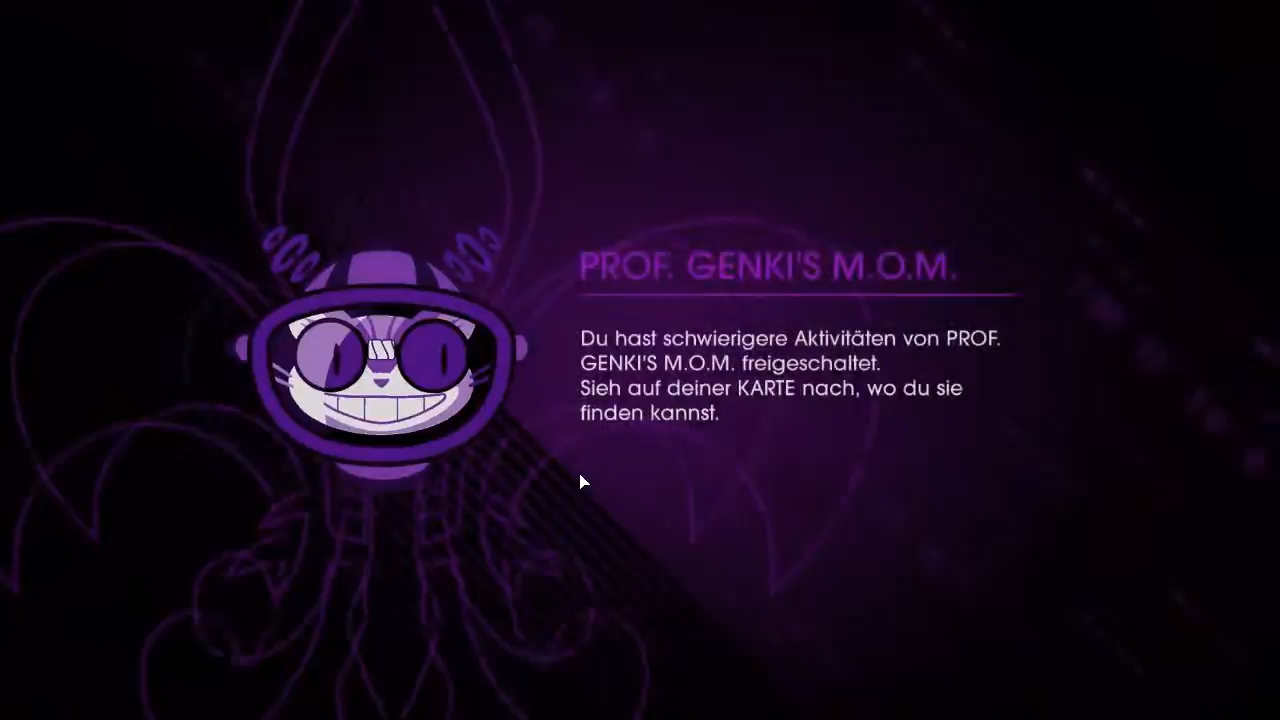 PROF. GENKI'S M.O.M.
Du hast schwierigere Aktivitäten von PROF.
GENKI'S M.O.M. freigeschaltet.
Sieh auf deiner KARTE nach, wo du sie
finden kannst.